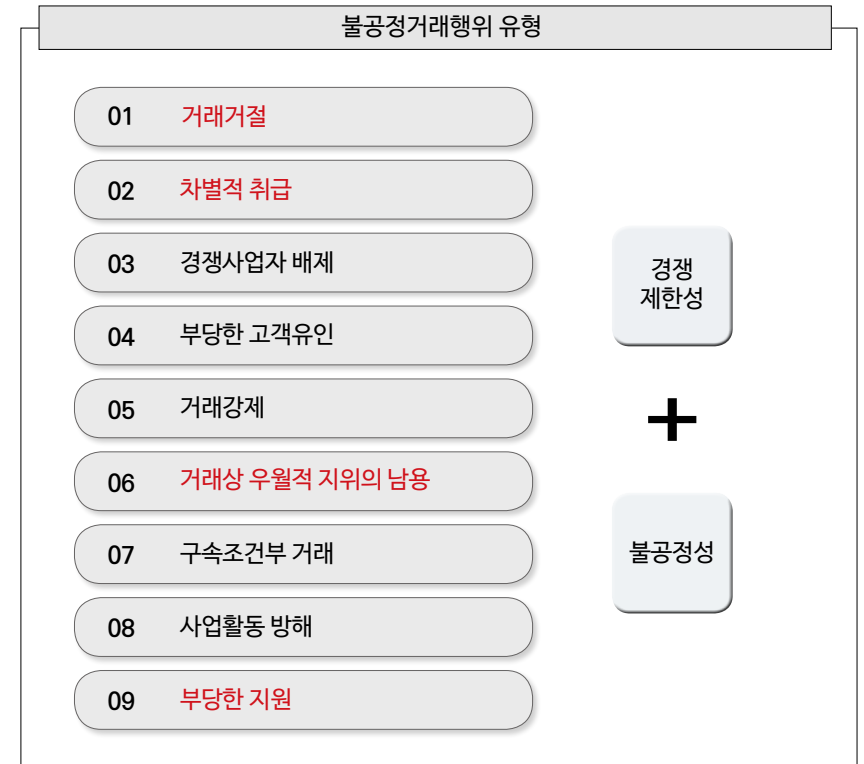 불공정거래행위 유형
01 거래거절
02 차별적 취급
03 경쟁사업자 배제
04 부당한 고객유인
05 거래강제
06 거래상 우월적 지위의 남용
07 구속조건부 거래
08 사업활동 방해
09 부당한 지원
경쟁
제한성
+
불공정성